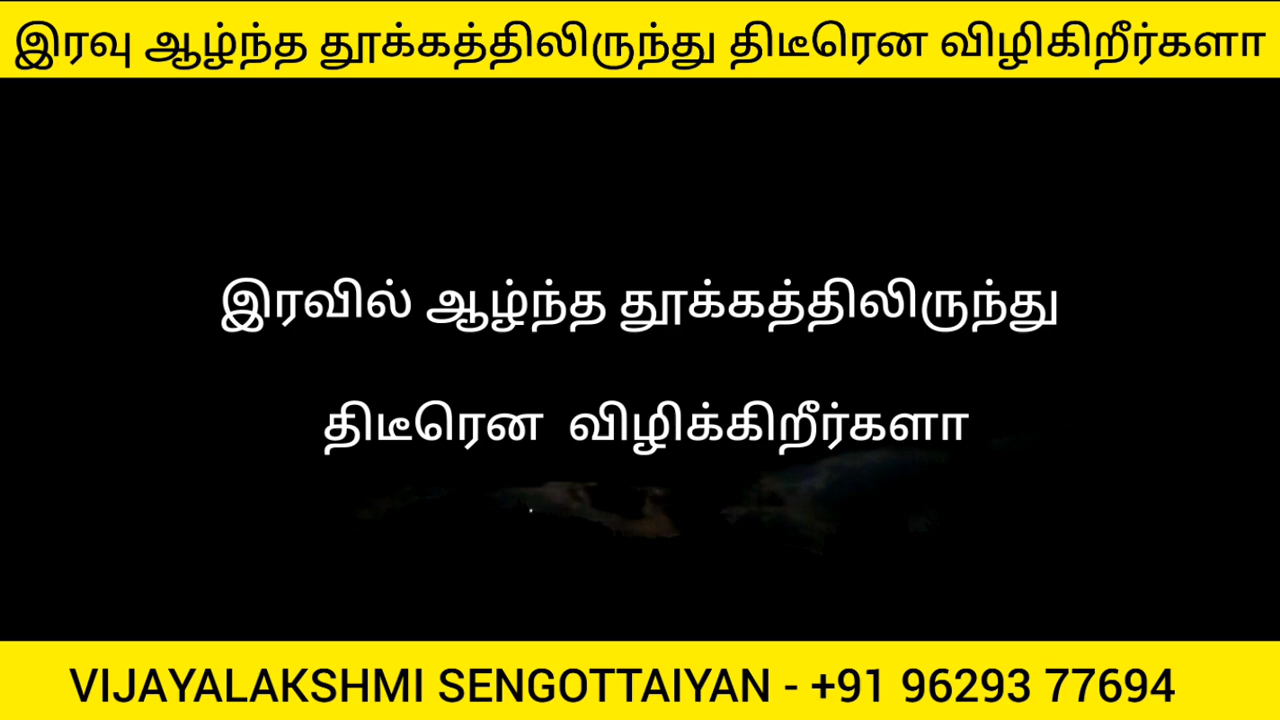 இரவு ஆழ்ந்த தூக்கத்திலிருந்து திடீரென விழிகிறீர்களா
இரவில் ஆழ்ந்த தூக்கத்திலிருந்து
திடீரென விழிக்கிறீர்களா
VIJAYALAKSHMI SENGOTTAIYAN - +91 96293 77694